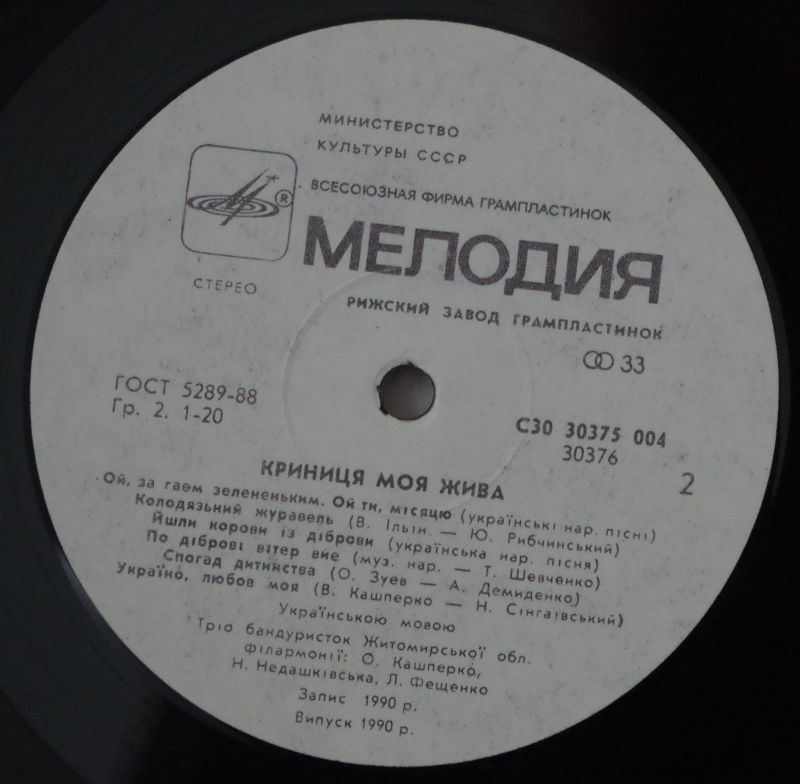 МИНИСТЕРСТВО
КУЛЬТУРЫ СССР
ВСЕСОЮЗНАЯ ФИРМА ГРАМПЛАСТИНОК
®
МЕЛОДИЯ
СТЕРЕО
РИЖСКИЙ ЗАВОД ГРАМПЛАСТИНОК
33
ГОСТ 5289-88
Гр. 2. 1-20
С30 30375 004
30376
2
КРИНИЦЯ МОЯ ЖИВА
Ой, за гаем зелененьким. Ой ти, місяцю (українські нар. пісні)
Колодязьний журавель (В. Ільїн — Ю. Рибчинський)
Йшли корови із діброви (українська нар. пісня)
По діброві вітер виє (муз. нар. — Т. Шевченко)
Спогад дитинства (О. Зуев — А. Демиденко)
Україно, любов моя (В. Кашперко — Н. Сінгаївський)
Українською мовою
Тріо бандуристок Житомирської обл.
філармонії: О. Кашперко,
Н. Недашківська, Л. Фещенко
Запис 1990 р.
Випуск 1990 р.